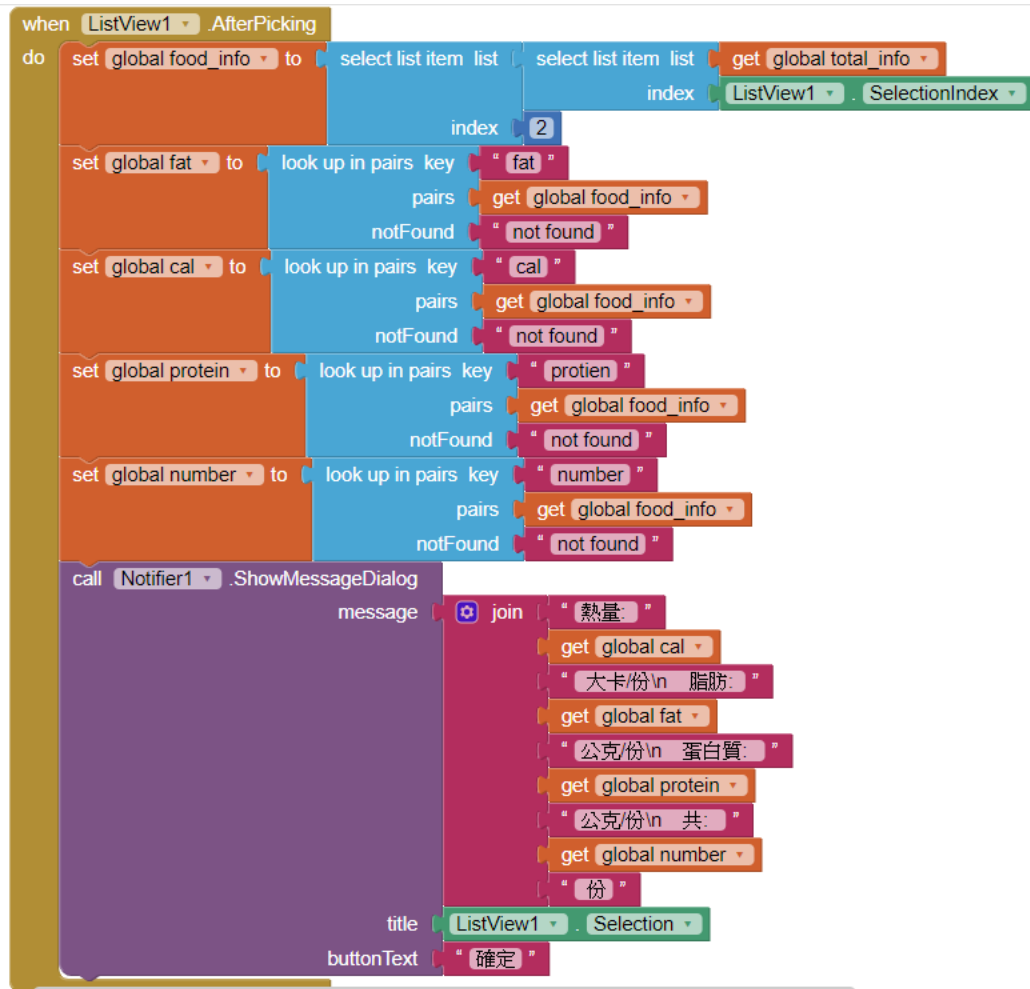 when ListView1 .AfterPicking
do set global food_info to select list item list select list item list get global total_info
index ListView1 . SelectionIndex
index 2
set global fat to look up in pairs key " fat "
pairs get global food_info
notFound " not found "
set global cal to look up in pairs key " cal "
pairs get global food_info
notFound " not found "
set global protein to look up in pairs key " protien "
pairs get global food_info
notFound " not found "
set global number to look up in pairs key " number "
pairs get global food_info
notFound " not found "
call Notifier1 .ShowMessageDialog
message join " 熱量: "
get global cal
" 大卡/份\n 脂肪: "
get global fat
" 公克/份\n 蛋白質: "
get global protein
" 公克/份\n 共: "
get global number
" 份 "
title ListView1 . Selection
buttonText " 確定 "